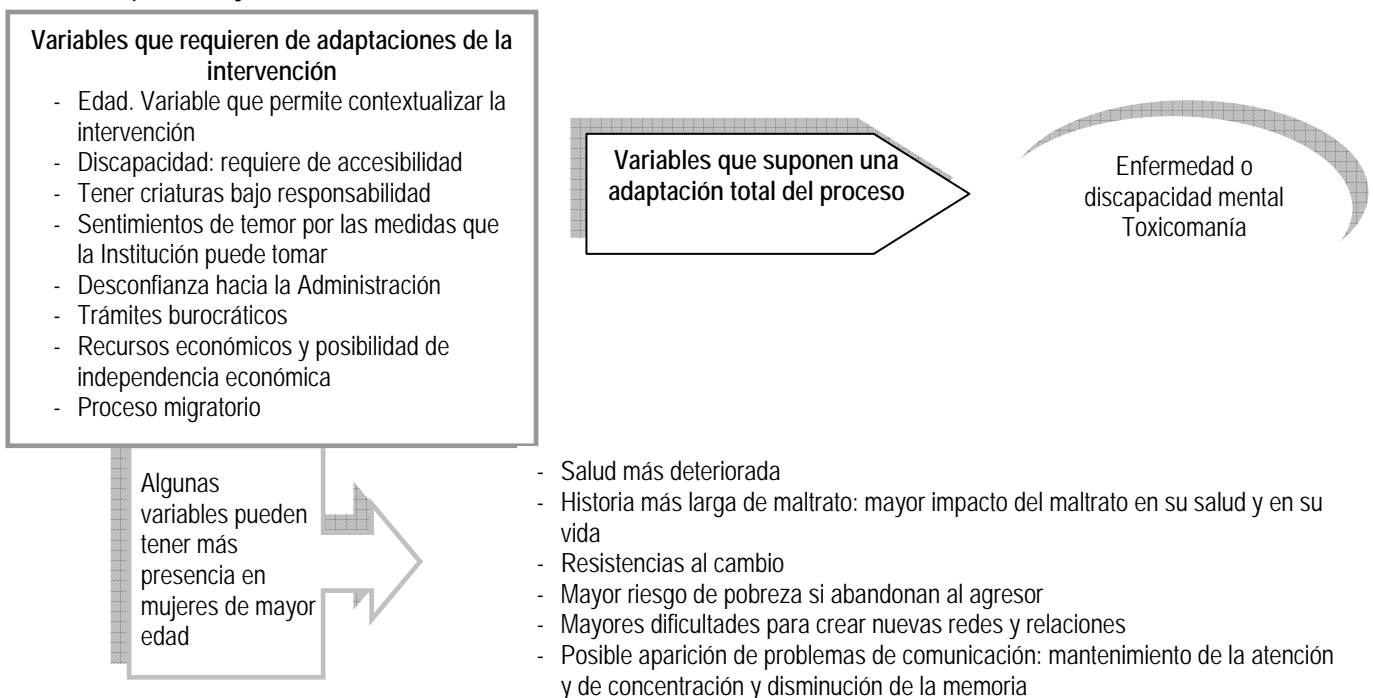 Variables que requieren de adaptaciones de la
intervención
- Edad. Variable que permite contextualizar la
intervención
- Discapacidad: requiere de accesibilidad
- Tener criaturas bajo responsabilidad
- Sentimientos de temor por las medidas que
la Institución puede tomar
- Desconfianza hacia la Administración
- Trámites burocráticos
- Recursos económicos y posibilidad de
independencia económica
- Proceso migratorio
Variables que suponen una
adaptación total del proceso
Enfermedad o
discapacidad mental
Toxicomanía
Algunas
variables pueden
tener más
presencia en
mujeres de mayor
edad
- Salud más deteriorada
- Historia más larga de maltrato: mayor impacto del maltrato en su salud y en su
vida
- Resistencias al cambio
- Mayor riesgo de pobreza si abandonan al agresor
- Mayores dificultades para crear nuevas redes y relaciones
- Posible aparición de problemas de comunicación: mantenimiento de la atención
y de concentración y disminución de la memoria